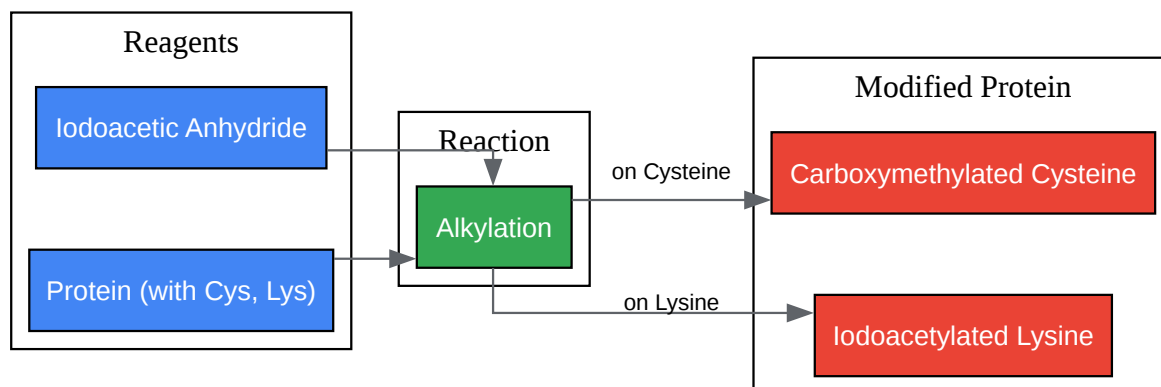 Reagents
Iodoacetic Anhydride
Protein (with Cys, Lys)
Reaction
Alkylation
on Cysteine
on Lysine
Modified Protein
Carboxymethylated Cysteine
Iodoacetylated Lysine